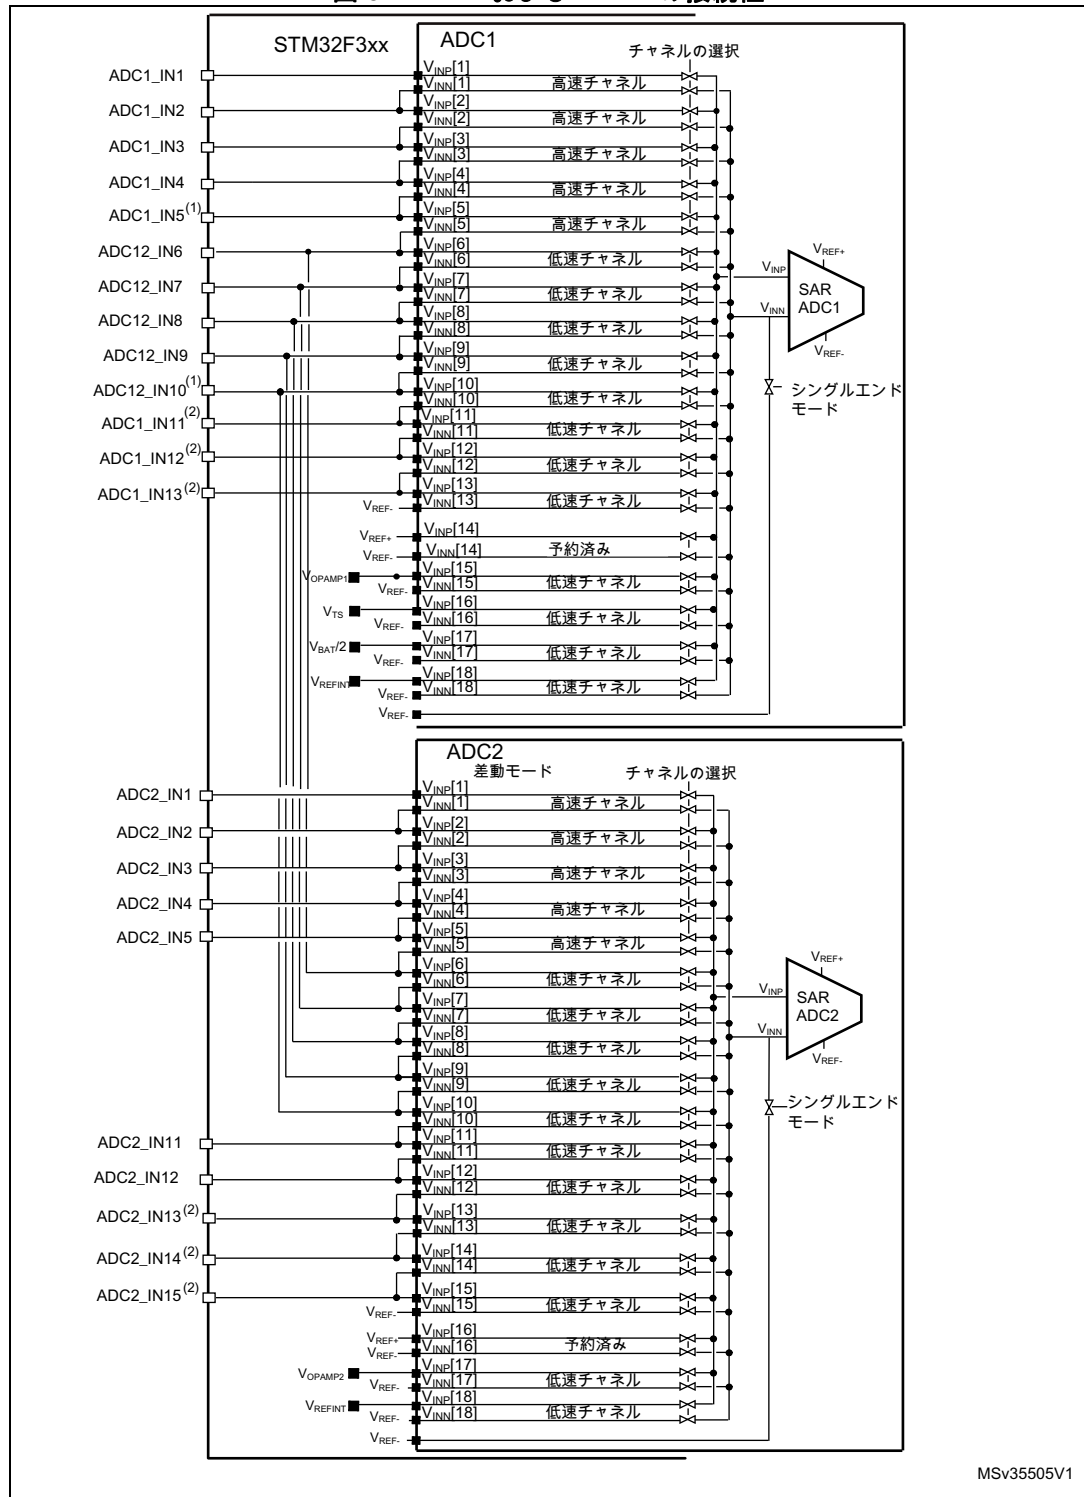 STM32F3xx
ADC1
チャネルの選択
ADC1_IN1
VINP[1]
VINN[1]
高速チャネル
ADC1_IN2
VINP[2]
VINN[2]
高速チャネル
ADC1_IN3
VINP[3]
VINN[3]
高速チャネル
ADC1_IN4
VINP[4]
VINN[4]
高速チャネル
ADC1_IN5(1)
VINP[5]
VINN[5]
高速チャネル
ADC12_IN6
VINP[6]
VINN[6]
低速チャネル
ADC12_IN7
VINP[7]
VINN[7]
低速チャネル
ADC12_IN8
VINP[8]
VINN[8]
低速チャネル
ADC12_IN9
VINP[9]
VINN[9]
低速チャネル
ADC12_IN10(1)
VINP[10]
VINN[10]
低速チャネル
ADC1_IN11(2)
VINP[11]
VINN[11]
低速チャネル
ADC1_IN12(2)
VINP[12]
VINN[12]
低速チャネル
ADC1_IN13(2)
VINP[13]
VREF-
VINN[13]
低速チャネル
VREF+
VINP[14]
VREF-
VINN[14]
予約済み
VOPAMP1
VINP[15]
VREF-
VINN[15]
低速チャネル
VTS
VINP[16]
VREF-
VINN[16]
低速チャネル
VBAT/2
VINP[17]
VREF-
VINN[17]
低速チャネル
VREFINT
VINP[18]
VREF-
VINN[18]
低速チャネル
VREF-
VREF+
VINP
SAR
ADC1
VINN
VREF-
シングルエンド
モード
ADC2
差動モード
チャネルの選択
ADC2_IN1
VINP[1]
VINN[1]
高速チャネル
ADC2_IN2
VINP[2]
VINN[2]
高速チャネル
ADC2_IN3
VINP[3]
VINN[3]
高速チャネル
ADC2_IN4
VINP[4]
VINN[4]
高速チャネル
ADC2_IN5
VINP[5]
VINN[5]
高速チャネル
VINP[6]
VINN[6]
低速チャネル
VINP[7]
VINN[7]
低速チャネル
VINP[8]
VINN[8]
低速チャネル
VINP[9]
VINN[9]
低速チャネル
VINP[10]
VINN[10]
低速チャネル
ADC2_IN11
VINP[11]
VINN[11]
低速チャネル
ADC2_IN12
VINP[12]
VINN[12]
低速チャネル
ADC2_IN13(2)
VINP[13]
VINN[13]
低速チャネル
ADC2_IN14(2)
VINP[14]
VINN[14]
低速チャネル
ADC2_IN15(2)
VINP[15]
VREF-
VINN[15]
低速チャネル
VREF+
VINP[16]
VREF-
VINN[16]
予約済み
VOPAMP2
VINP[17]
VREF-
VINN[17]
低速チャネル
VREFINT
VINP[18]
VREF-
VINN[18]
低速チャネル
VREF-
VREF+
VINP
SAR
ADC2
VINN
VREF-
シングルエンド
モード
MSv35505V1